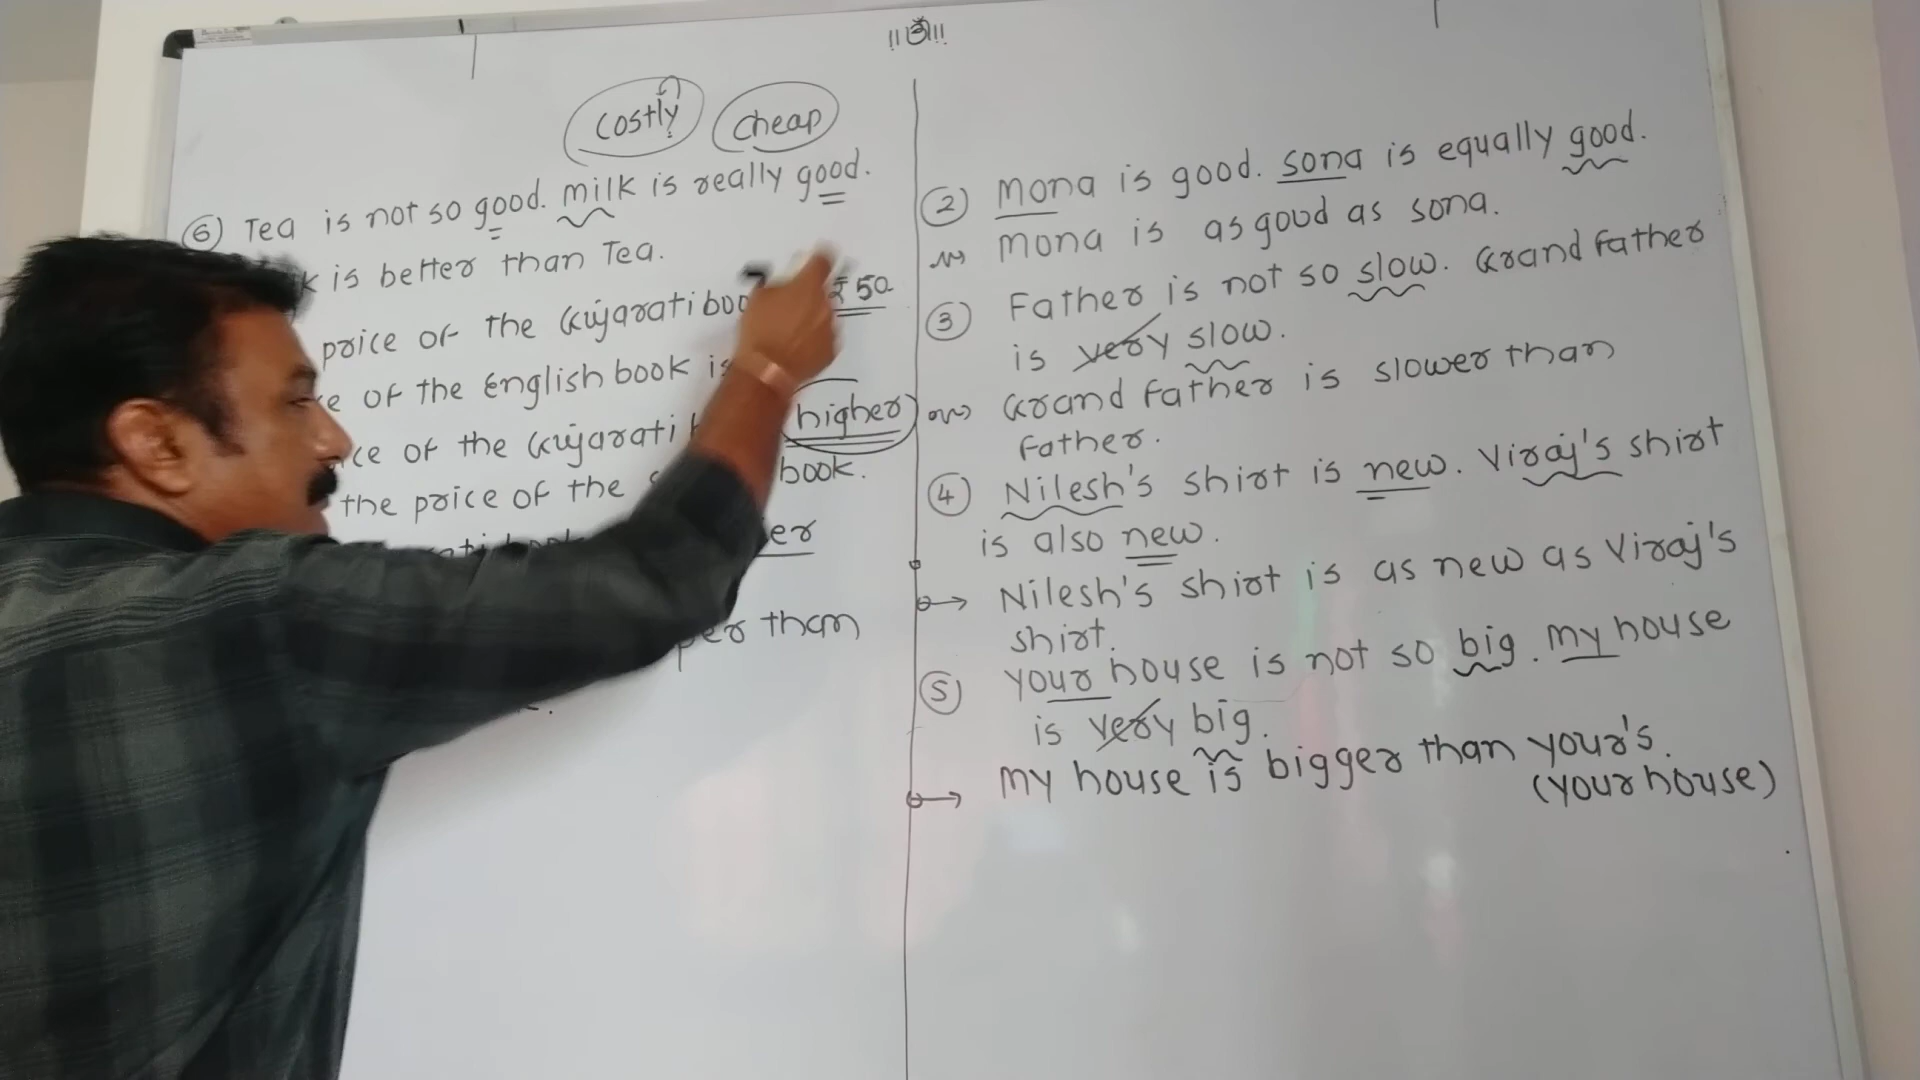 ॥ॐ॥
costly cheap
⑥ Tea is not so good. milk is really good.
is better than Tea.
price of the Gujarati ₹50
of the English book is
of the Gujarati higher
the price of the book.
er
than
② Mona is good. Sona is equally good.
Mona is as good as Sona.
③ Father is not so slow. Grand Father
is very slow.
Grand Father is slower than
Father.
④ Nilesh's shirt is new. Viraj's shirt
is also new.
→ Nilesh's shirt is as new as Viraj's
shirt.
⑤ Your house is not so big. My house
is very big.
→ My house is bigger than your's.
(Your house)